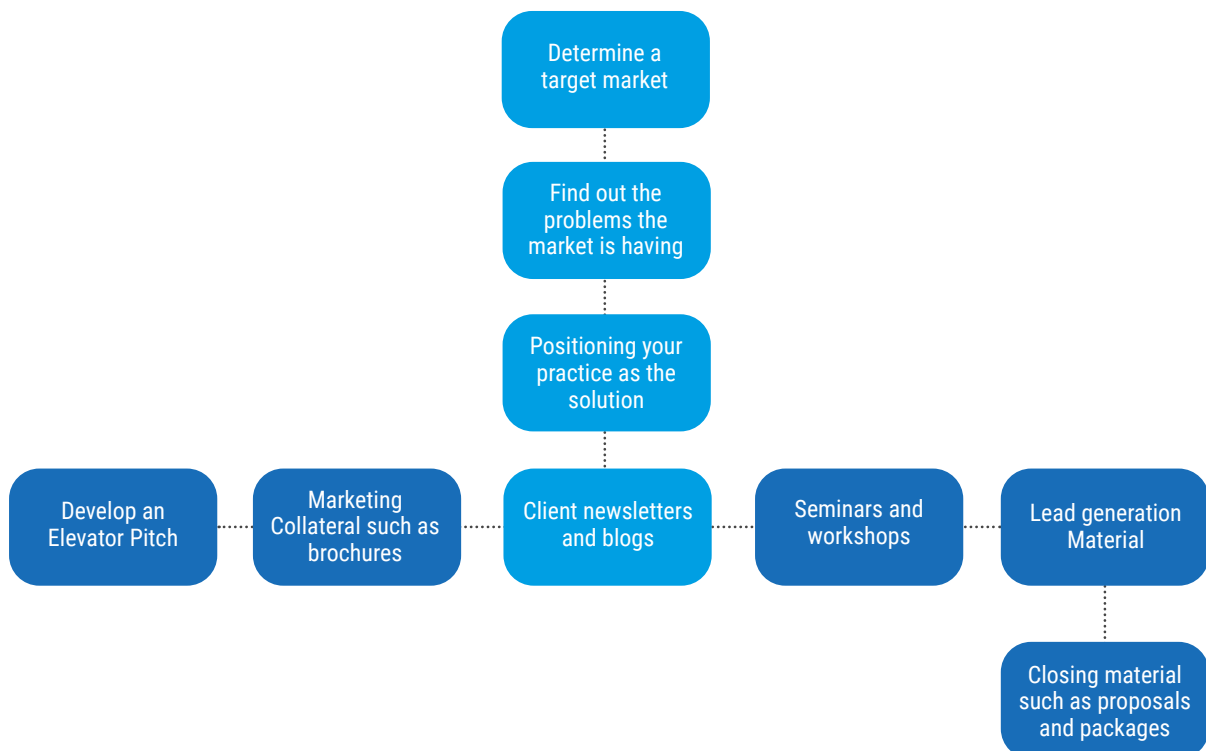 Determine a
target market
Find out the
problems the
market is having
Positioning your
practice as the
solution
Develop an
Elevator Pitch
Marketing
Collateral such as
brochures
Client newsletters
and blogs
Seminars and
workshops
Lead generation
Material
Closing material
such as proposals
and packages